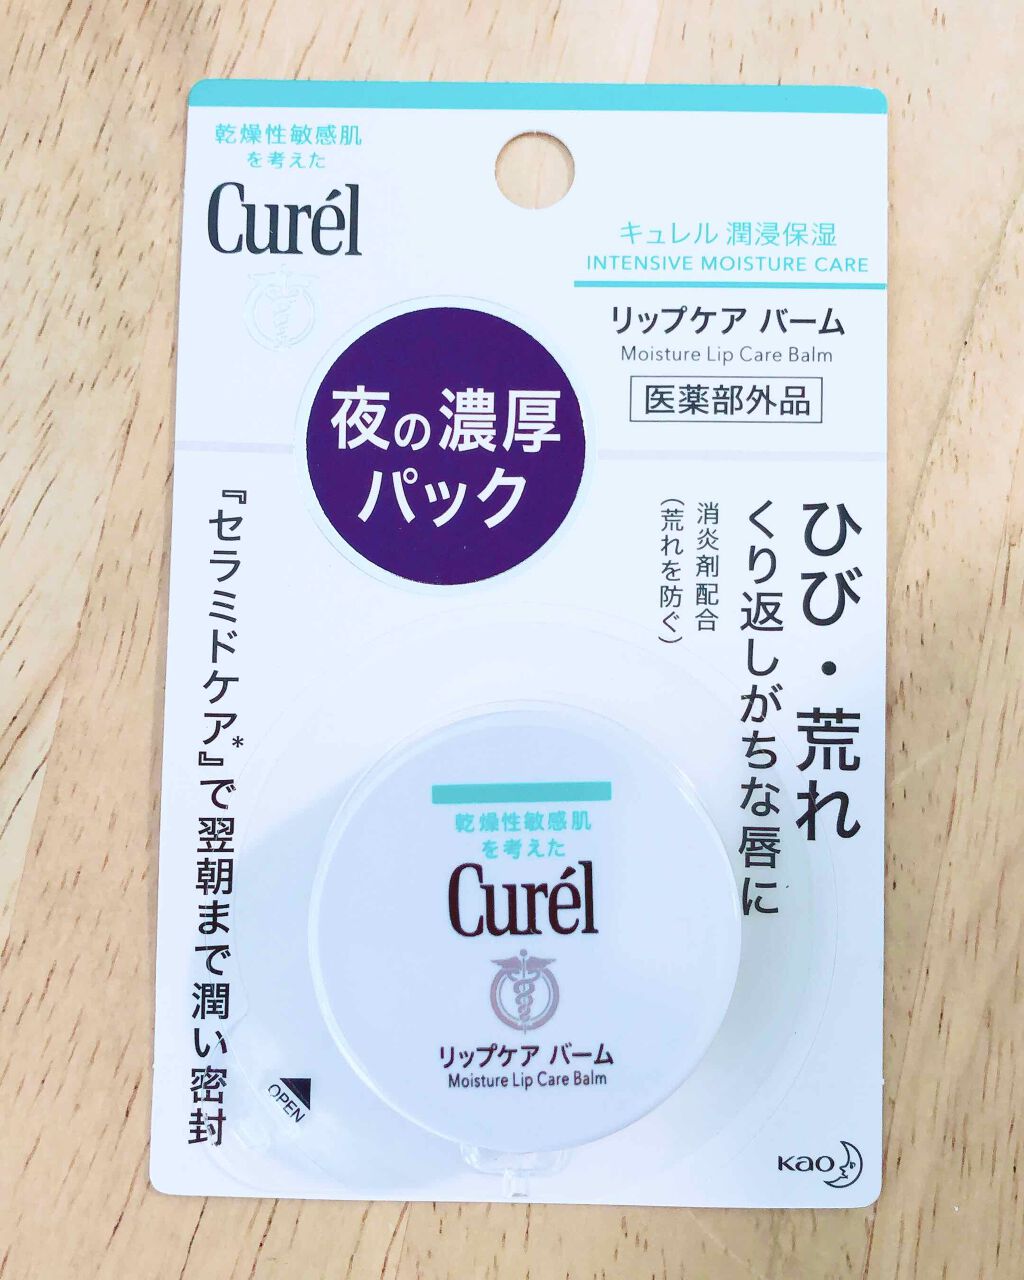 乾燥性敏感肌
を考えた
Curél
キュレル 潤浸保湿
INTENSIVE MOISTURE CARE
リップケア バーム
Moisture Lip Care Balm
医薬部外品
夜の濃厚
パック
ひび・荒れ
くり返しがちな唇に
消炎剤配合
(荒れを防ぐ)
『セラミドケア*』で翌朝まで潤い密封
乾燥性敏感肌
を考えた
Curél
リップケア バーム
Moisture Lip Care Balm
OPEN
Kao